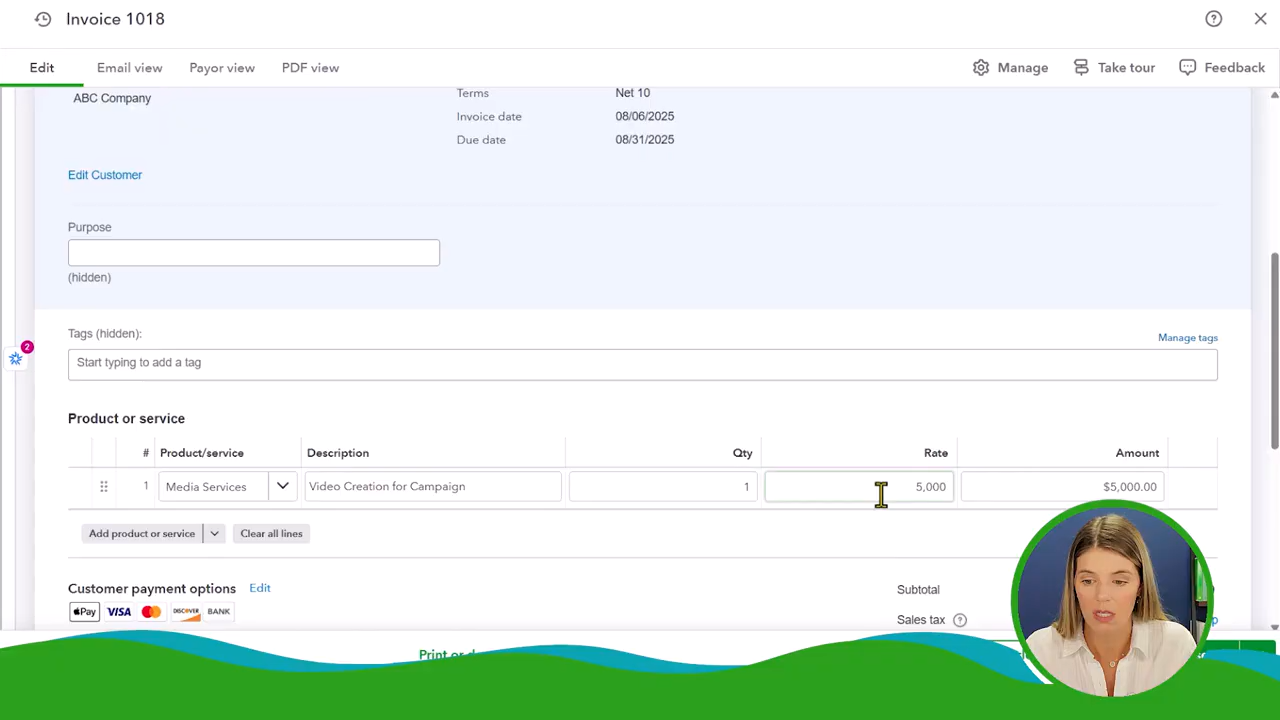 Invoice 1018
Edit Email view Payor view PDF view Manage Take tour Feedback
ABC Company
Terms Net 10
Invoice date 08/06/2025
Due date 08/31/2025
Edit Customer
Purpose
(hidden)
Tags (hidden):
Manage tags
2
Start typing to add a tag
Product or service
# Product/service Description Qty Rate Amount
1 Media Services Video Creation for Campaign 1 5,000 $5,000.00
Add product or service Clear all lines
Customer payment options Edit
Subtotal
Pay VISA DISCOVER BANK
Sales tax ?
Print or